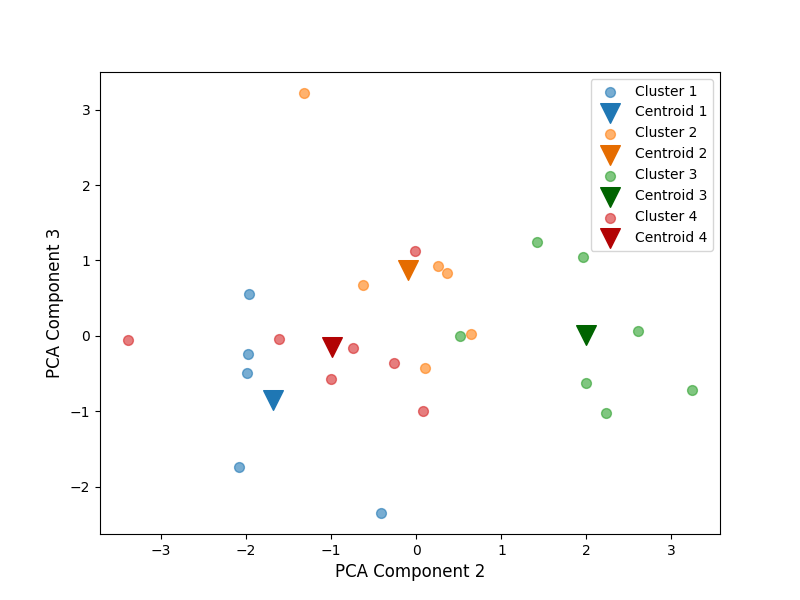 Cluster 1
Centroid 1
Cluster 2
Centroid 2
Cluster 3
Centroid 3
Cluster 4
Centroid 4
3
2
1
0
−1
−2
PCA Component 3
−3 −2 −1 0 1 2 3
PCA Component 2